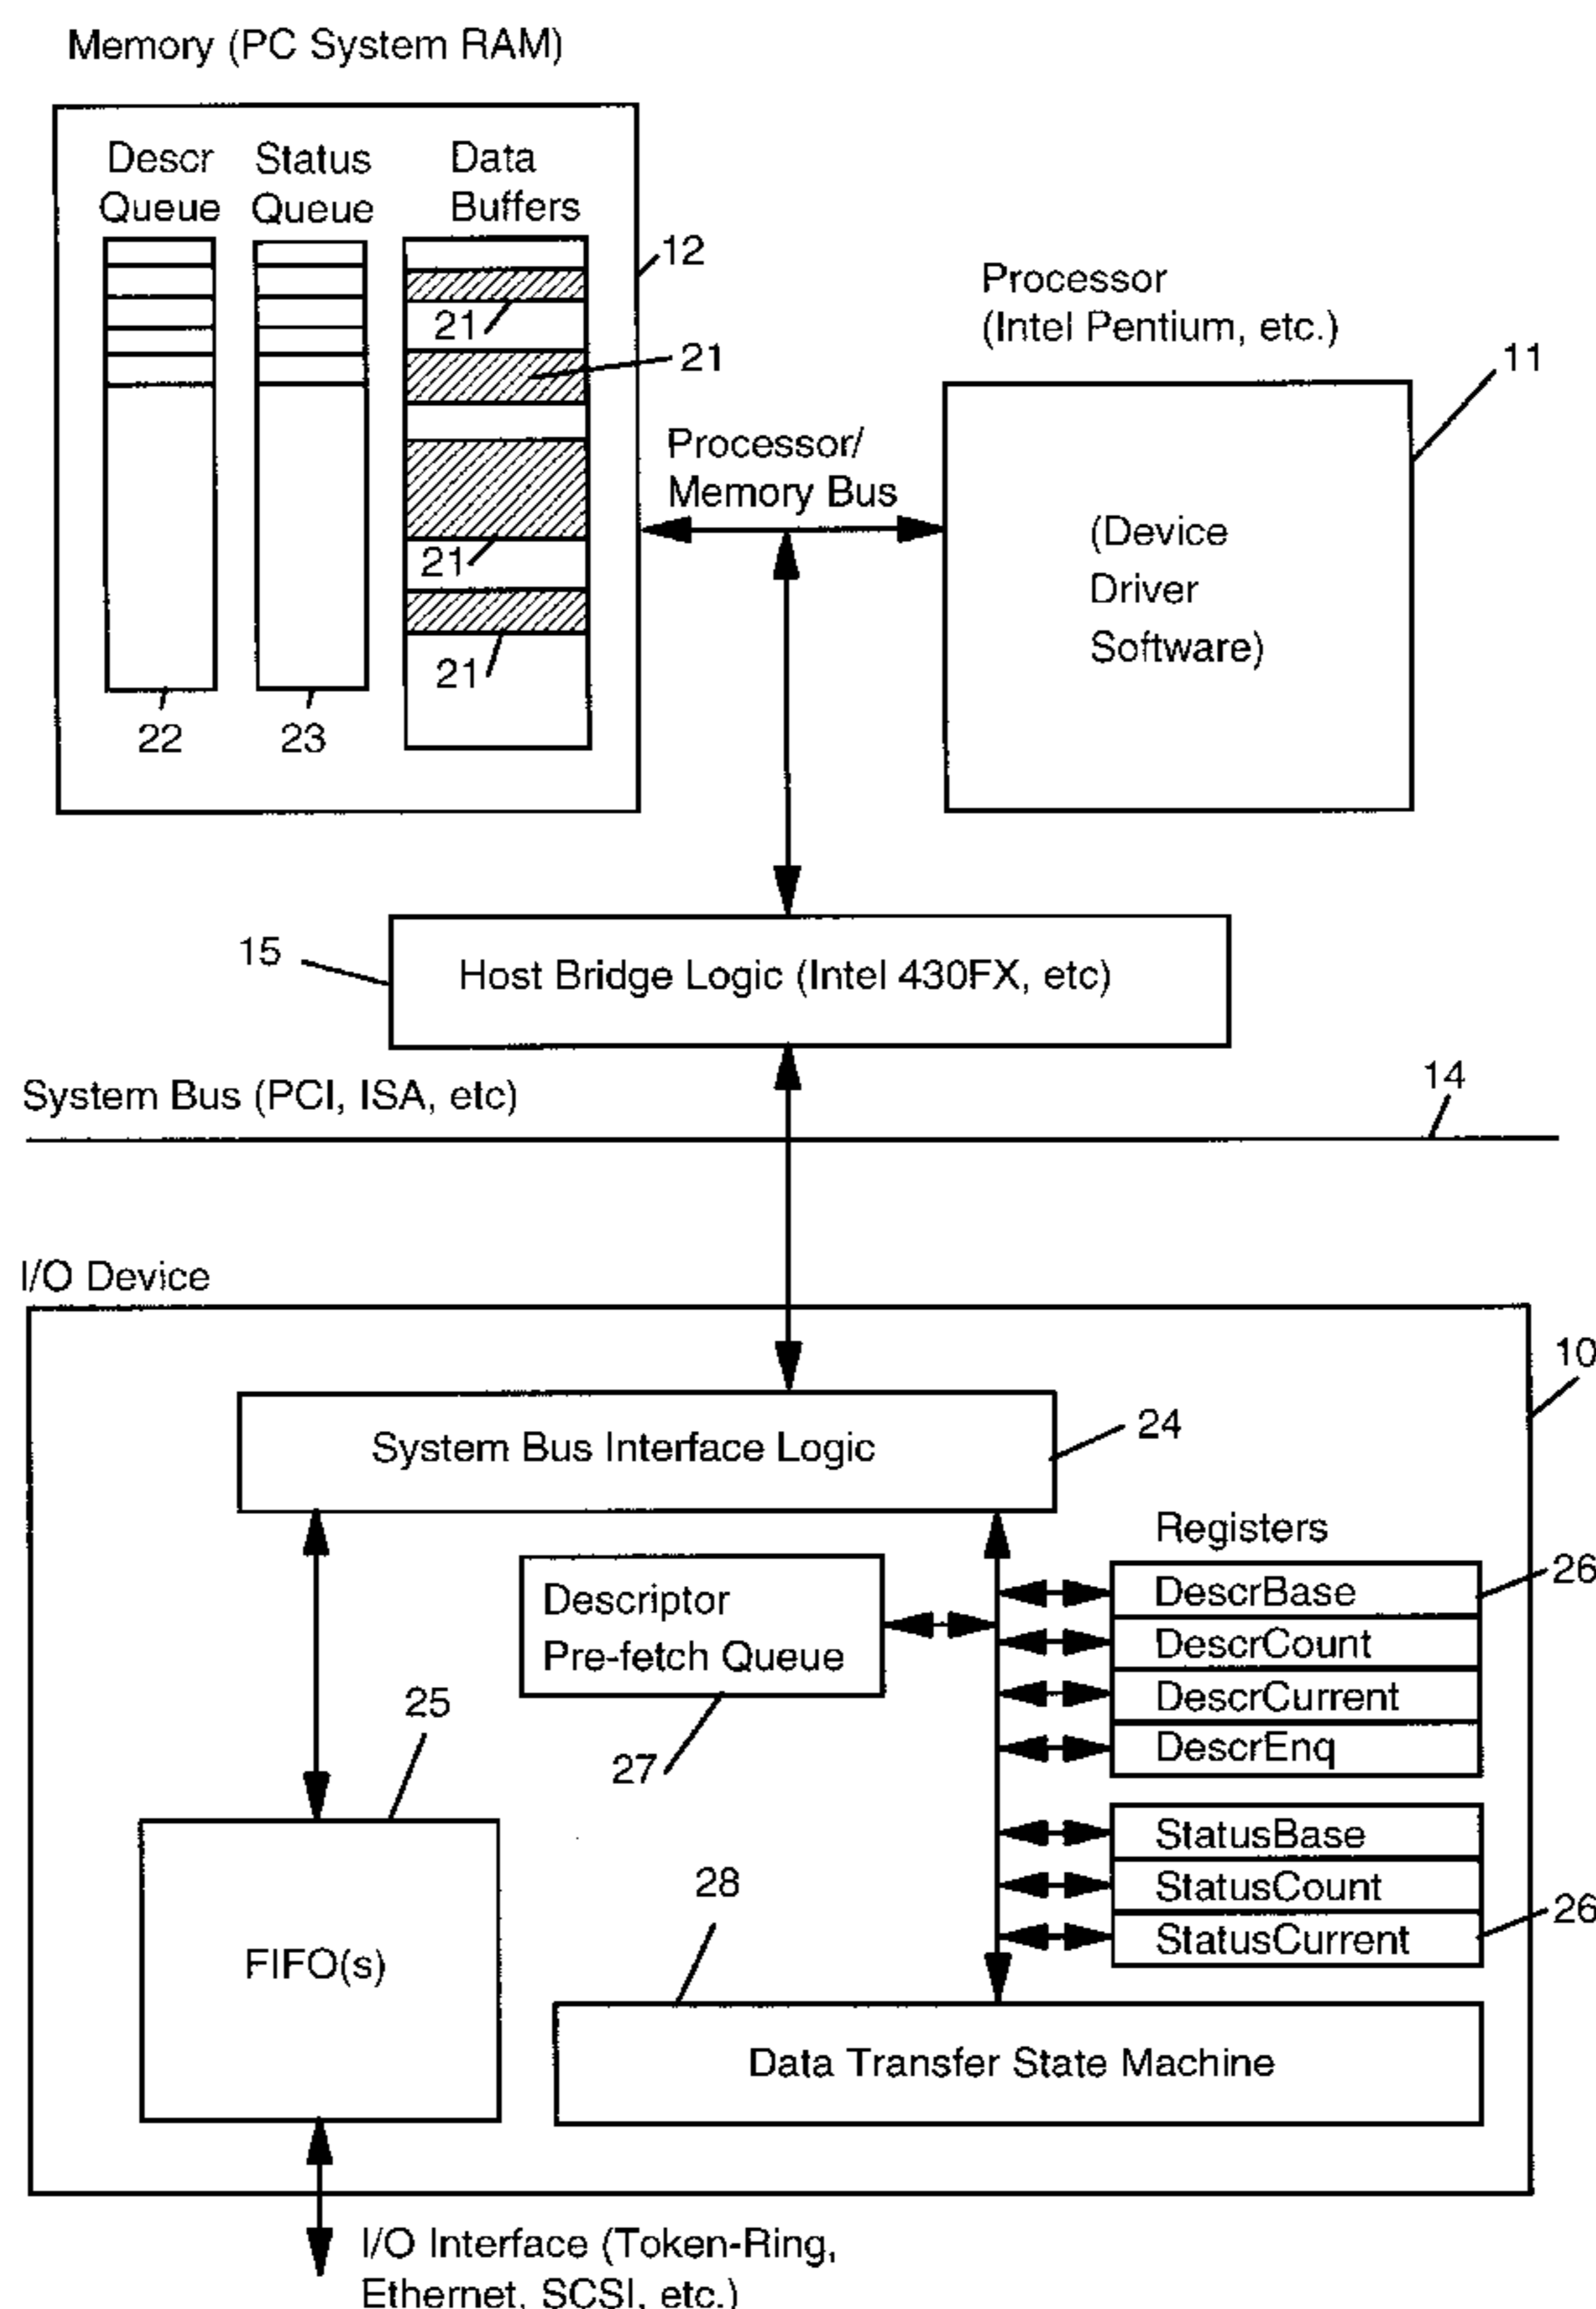 Memory (PC System RAM)
Descr
Queue
Status
Queue
Data
Buffers
12
21
21
21
21
22
23
Processor
(Intel Pentium, etc.)
11
Processor/
Memory Bus
(Device
Driver
Software)
15
Host Bridge Logic (Intel 430FX, etc)
System Bus (PCI, ISA, etc)
14
I/O Device
10
System Bus Interface Logic
24
Registers
26
DescrBase
DescrCount
DescrCurrent
DescrEnq
Descriptor
Pre-fetch Queue
27
25
StatusBase
StatusCount
StatusCurrent
26
28
FIFO(s)
Data Transfer State Machine
I/O Interface (Token-Ring,
Ethernet, SCSI, etc.)